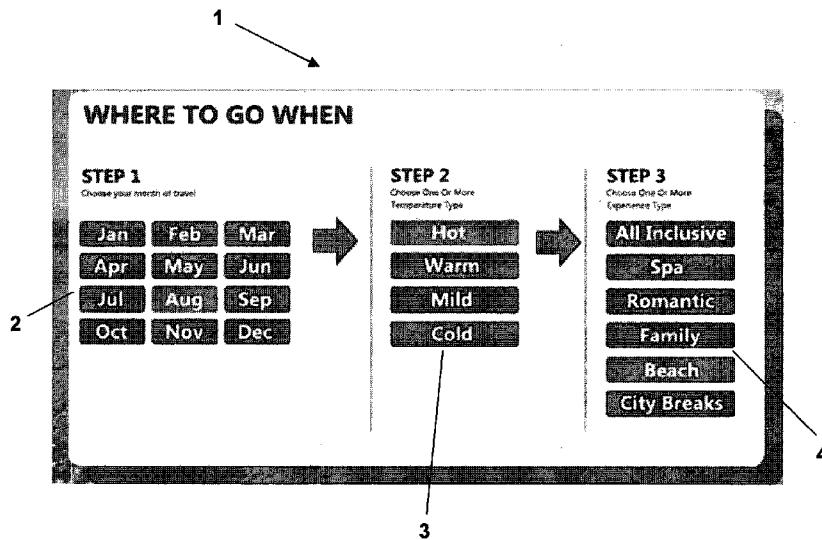 1
WHERE TO GO WHEN
STEP 1
Choose your month of travel
Jan Feb Mar
Apr May Jun
Jul Aug Sep
Oct Nov Dec
2
STEP 2
Choose One Or More
Temperature Type
Hot
Warm
Mild
Cold
3
STEP 3
Choose One Or More
Experience Type
All Inclusive
Spa
Romantic
Family
Beach
City Breaks
4